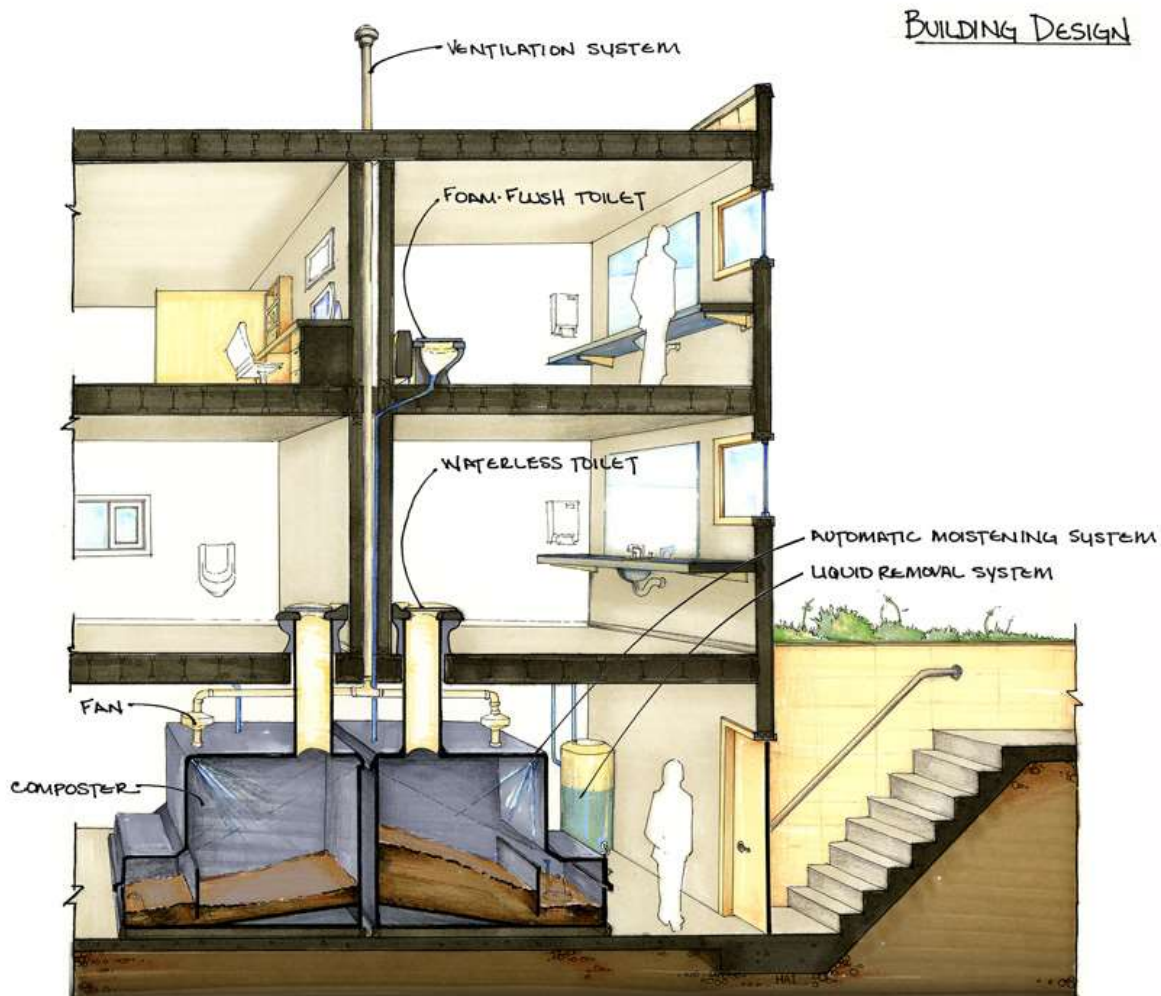 BUILDING DESIGN
VENTILATION SYSTEM
FOAM-FLUSH TOILET
WATERLESS TOILET
AUTOMATIC MOISTENING SYSTEM
LIQUID REMOVAL SYSTEM
FAN
COMPOSTER